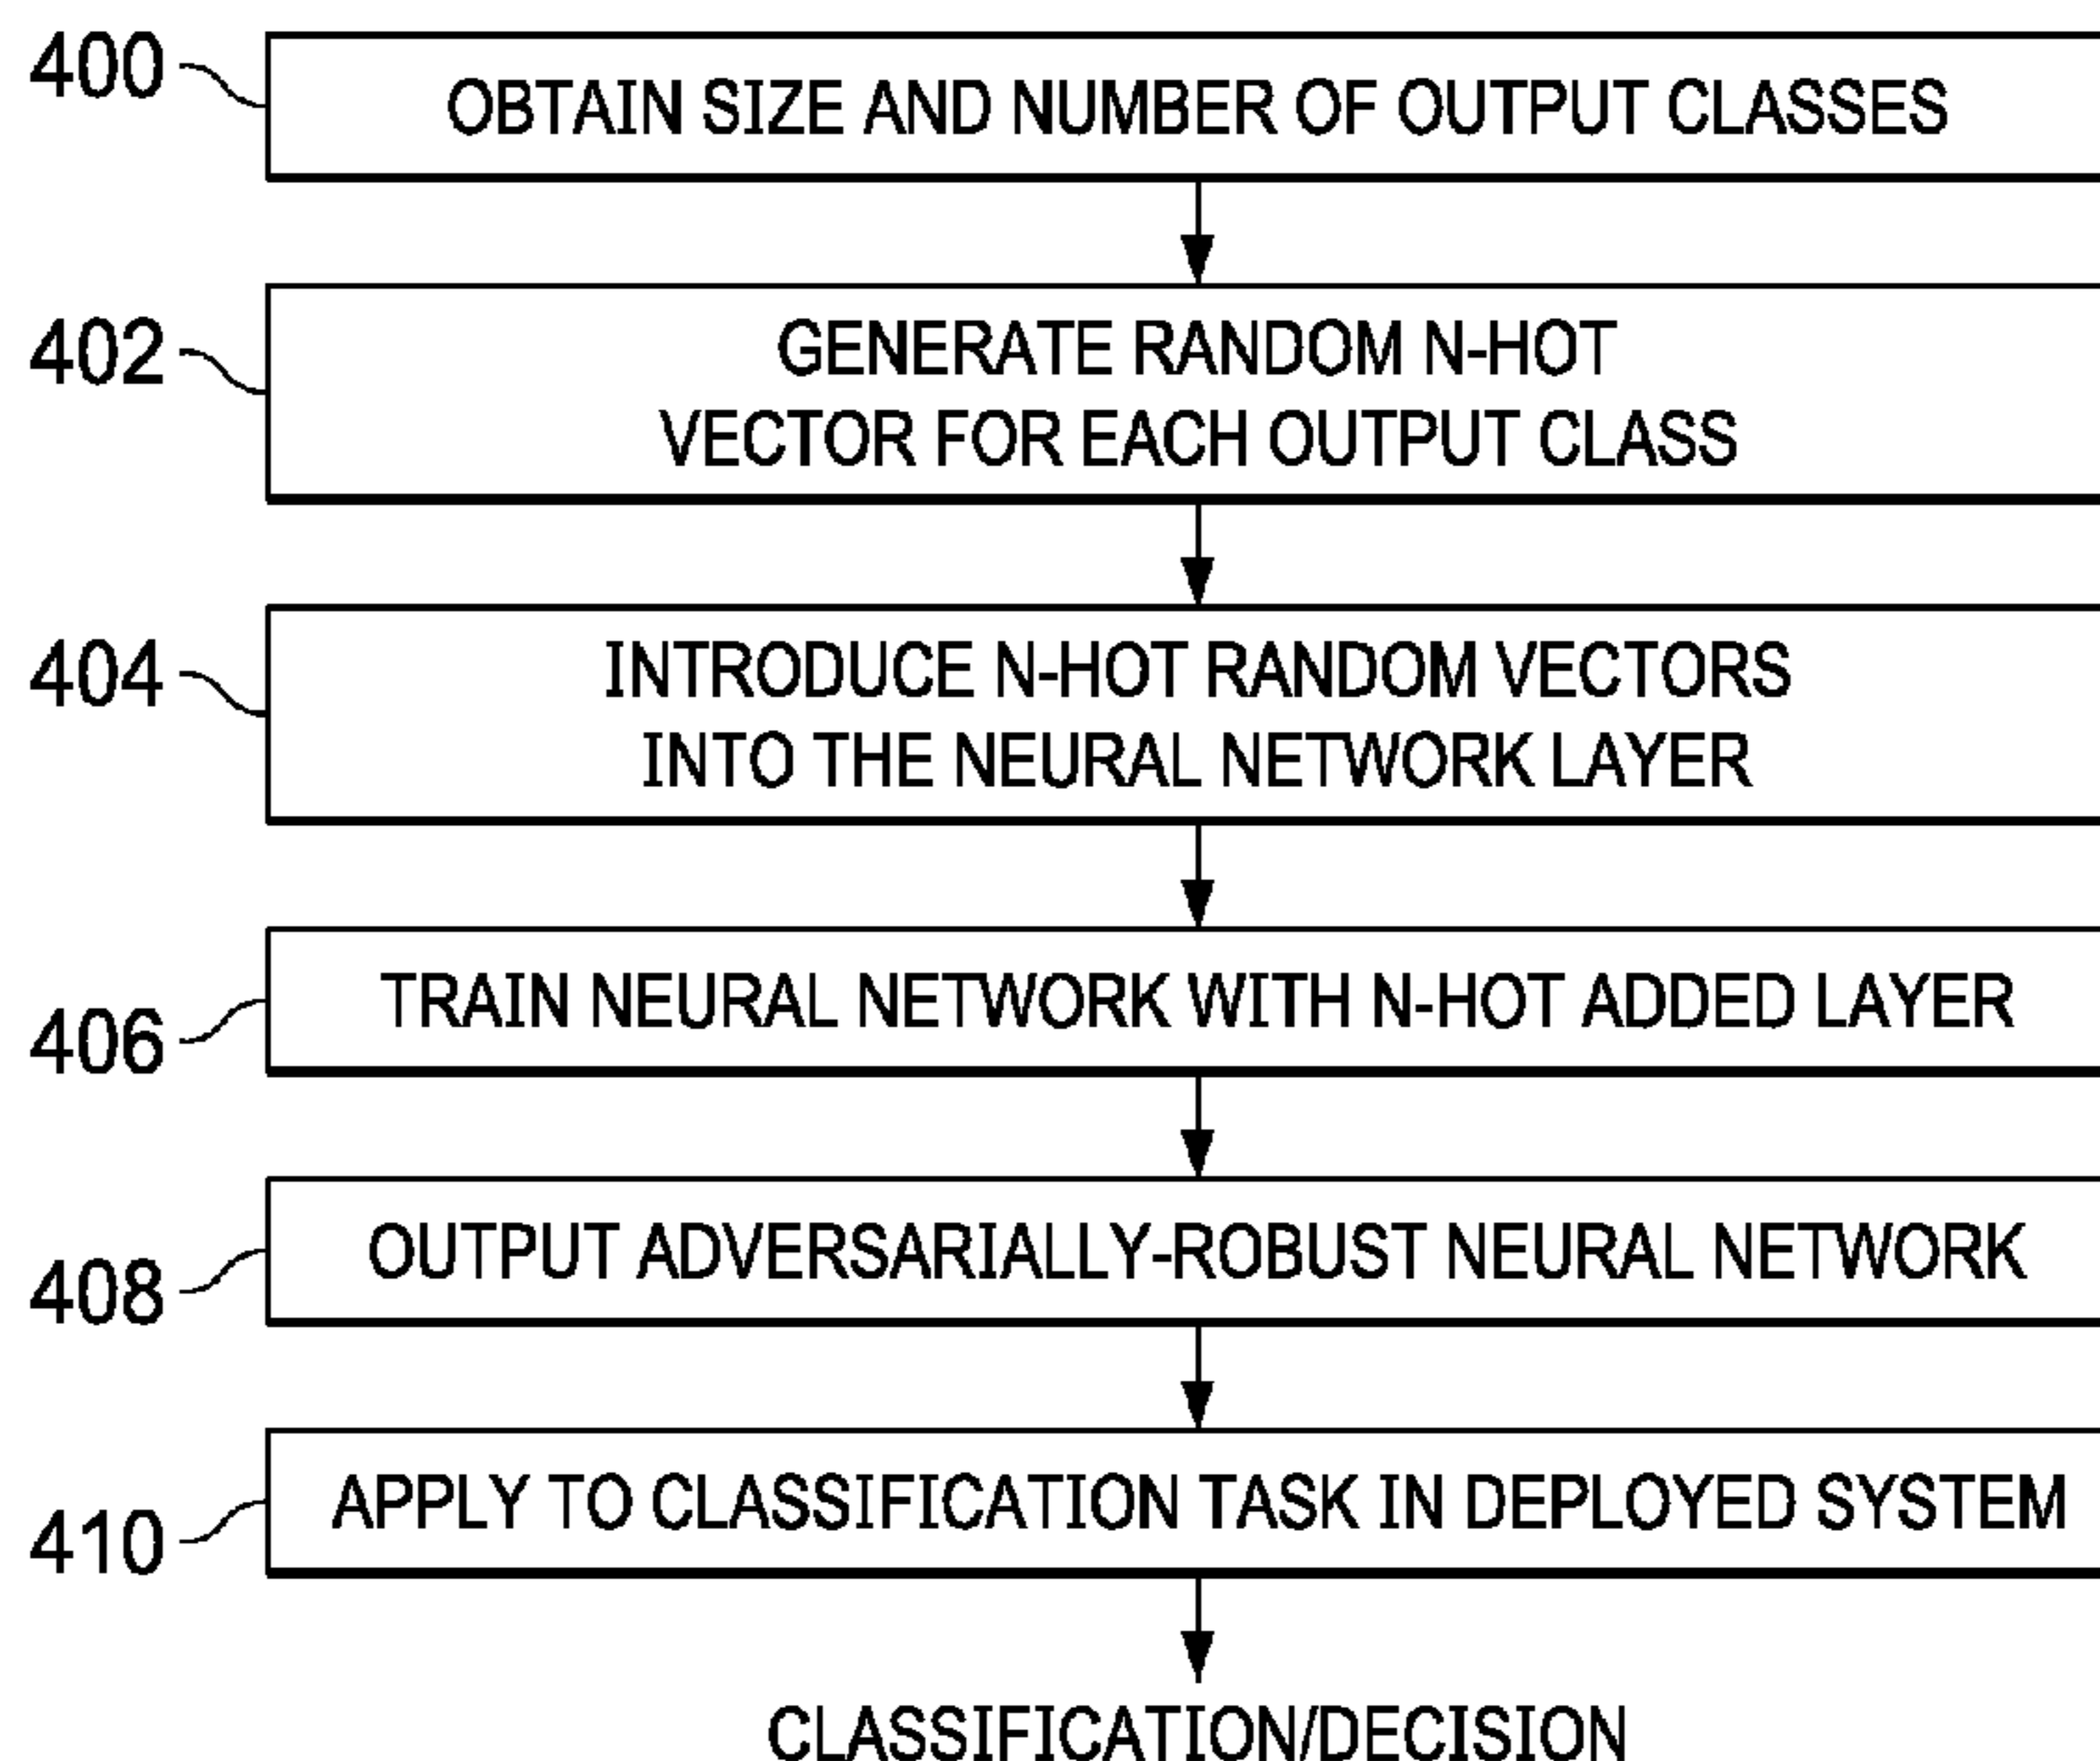 400
OBTAIN SIZE AND NUMBER OF OUTPUT CLASSES
402
GENERATE RANDOM N-HOT
VECTOR FOR EACH OUTPUT CLASS
404
INTRODUCE N-HOT RANDOM VECTORS
INTO THE NEURAL NETWORK LAYER
406
TRAIN NEURAL NETWORK WITH N-HOT ADDED LAYER
408
OUTPUT ADVERSARIALLY-ROBUST NEURAL NETWORK
410
APPLY TO CLASSIFICATION TASK IN DEPLOYED SYSTEM
CLASSIFICATION/DECISION